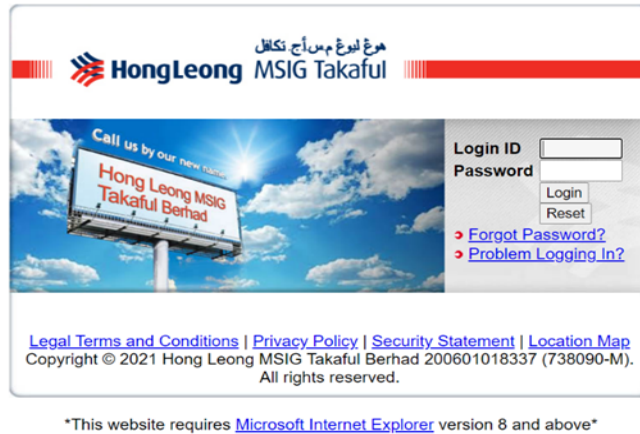 هوڠ ليوڠ م.س.أ.ج. تكافل
HongLeong MSIG Takaful
Call us by our new name
Hong Leong MSIG
Takaful Berhad
Login ID
Password
Login
Reset
Forgot Password?
Problem Logging In?
Legal Terms and Conditions | Privacy Policy | Security Statement | Location Map
Copyright © 2021 Hong Leong MSIG Takaful Berhad 200601018337 (738090-M).
All rights reserved.
*This website requires Microsoft Internet Explorer version 8 and above*